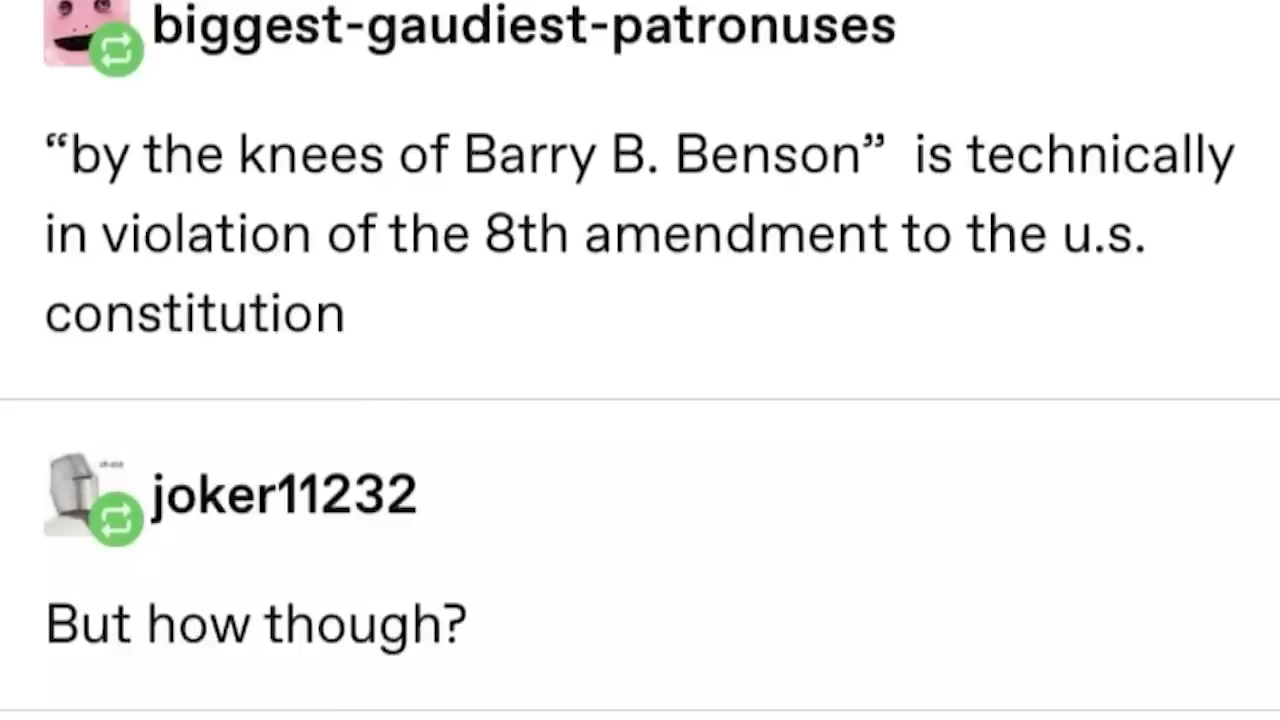 biggest-gaudiest-patronuses
“by the knees of Barry B. Benson” is technically
in violation of the 8th amendment to the u.s.
constitution
joker11232
But how though?